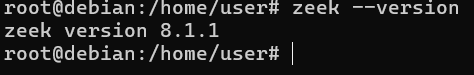 root@debian:/home/user# zeek --version
zeek version 8.1.1
root@debian:/home/user#